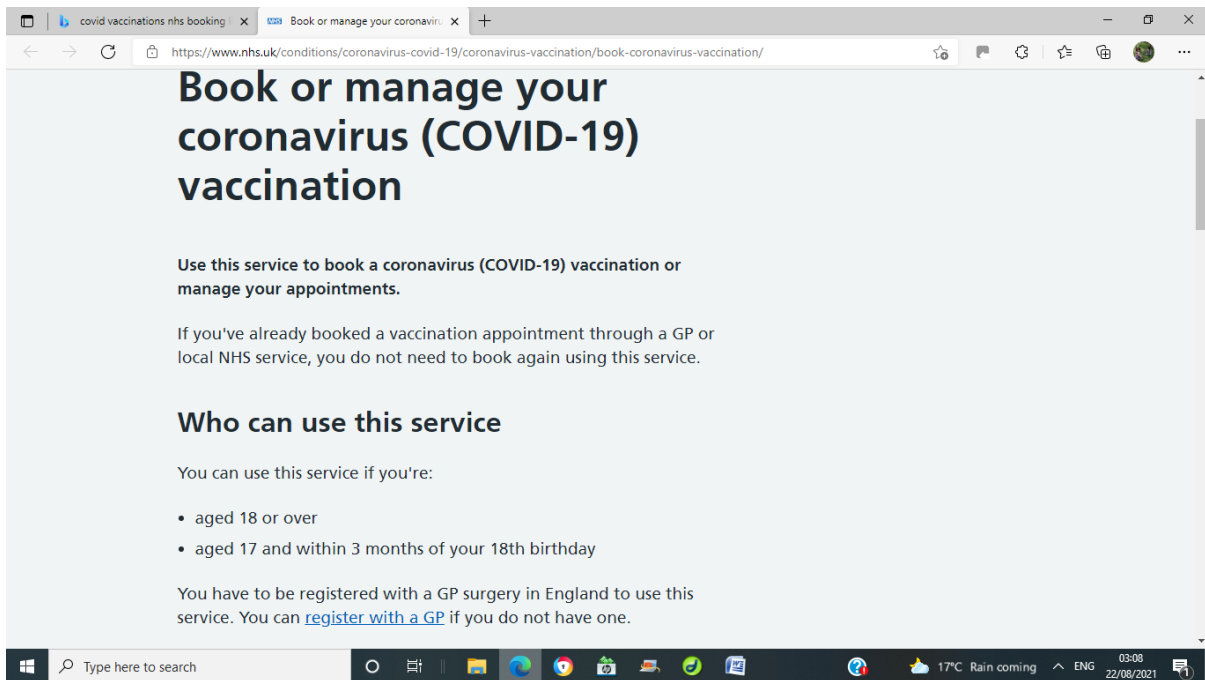 covid vaccinations nhs booking
NHS Book or manage your coronaviru
https://www.nhs.uk/conditions/coronavirus-covid-19/coronavirus-vaccination/book-coronavirus-vaccination/
Book or manage your
coronavirus (COVID-19)
vaccination
Use this service to book a coronavirus (COVID-19) vaccination or
manage your appointments.
If you've already booked a vaccination appointment through a GP or
local NHS service, you do not need to book again using this service.
Who can use this service
You can use this service if you're:
• aged 18 or over
• aged 17 and within 3 months of your 18th birthday
You have to be registered with a GP surgery in England to use this
service. You can register with a GP if you do not have one.
Type here to search
17°C Rain coming
ENG
03:08
22/08/2021
1